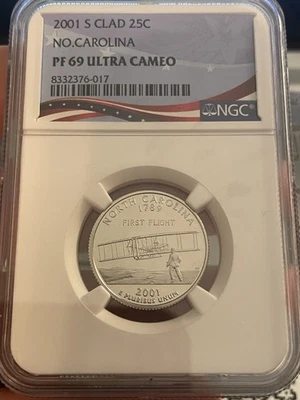 2001 S CLAD 25C
NO.CAROLINA
PF 69 ULTRA CAMEO
8332376-017
NGC
NORTH CAROLINA
1789
FIRST FLIGHT
2001
E PLURIBUS UNUM